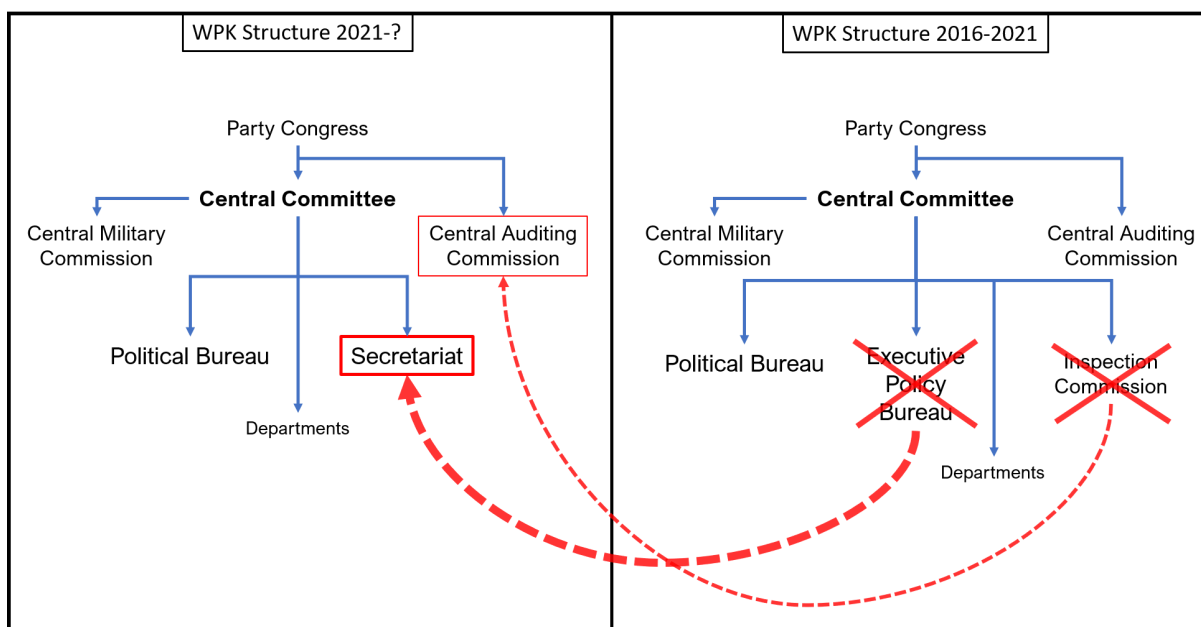 WPK Structure 2021-?
Party Congress
Central Committee
Central Military
Commission
Central Auditing
Commission
Political Bureau
Secretariat
Departments
WPK Structure 2016-2021
Party Congress
Central Committee
Central Military
Commission
Central Auditing
Commission
Political Bureau
Executive
Policy
Bureau
Inspection
Commission
Departments